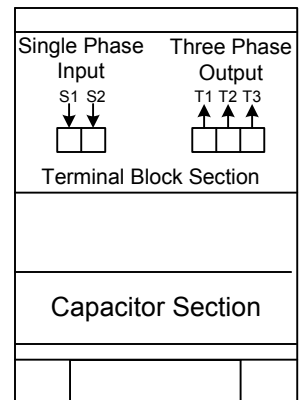 Single Phase Input
Three Phase Output
S1 S2
T1 T2 T3
Terminal Block Section
Capacitor Section